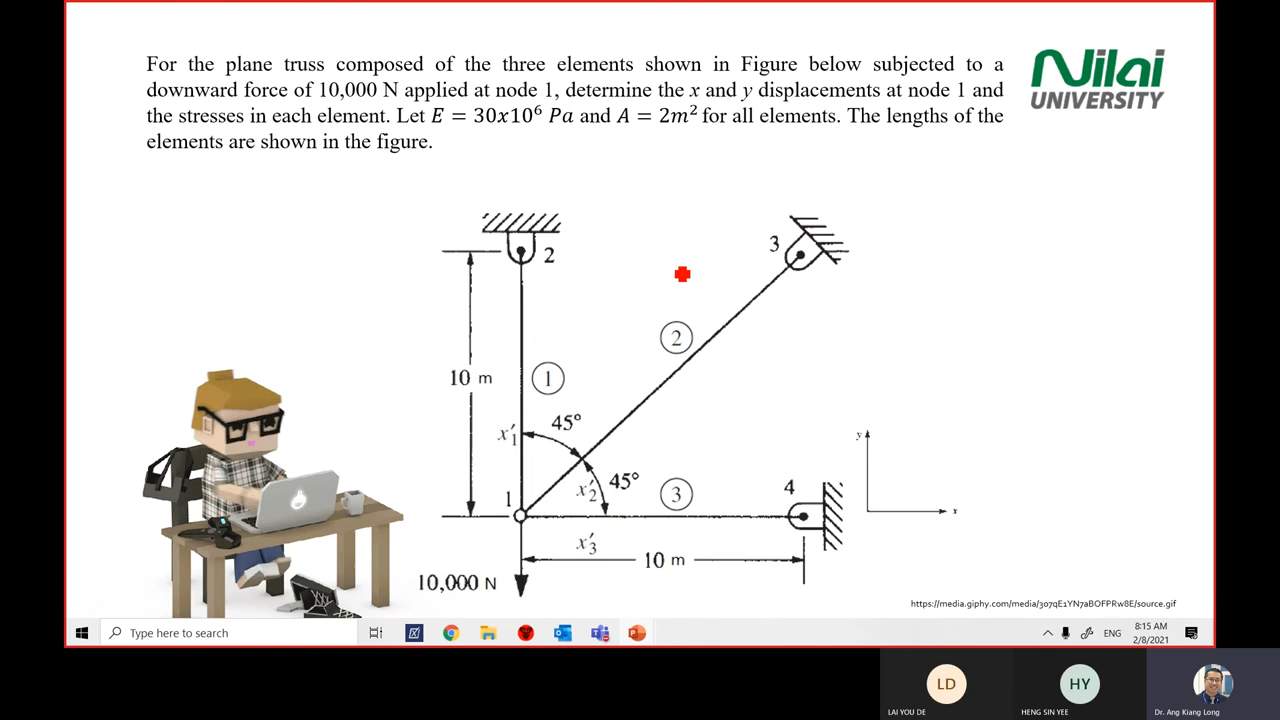 For the plane truss composed of the three elements shown in Figure below subjected to a
downward force of 10,000 N applied at node 1, determine the x and y displacements at node 1 and
the stresses in each element. Let E = 30x10⁶ Pa and A = 2m² for all elements. The lengths of the
elements are shown in the figure.
Nilai
UNIVERSITY
2
3
10 m
1
2
45°
x′1
45°
x′2
1
3
4
x′3
10 m
10,000 N
y
x
https://media.giphy.com/media/3o7qE1YN7aBOFPRw8E/source.gif
Type here to search
ENG
8:15 AM
2/8/2021
LD
HY
LAI YOU DE
HENG SIN YEE
Dr. Ang Kiang Long